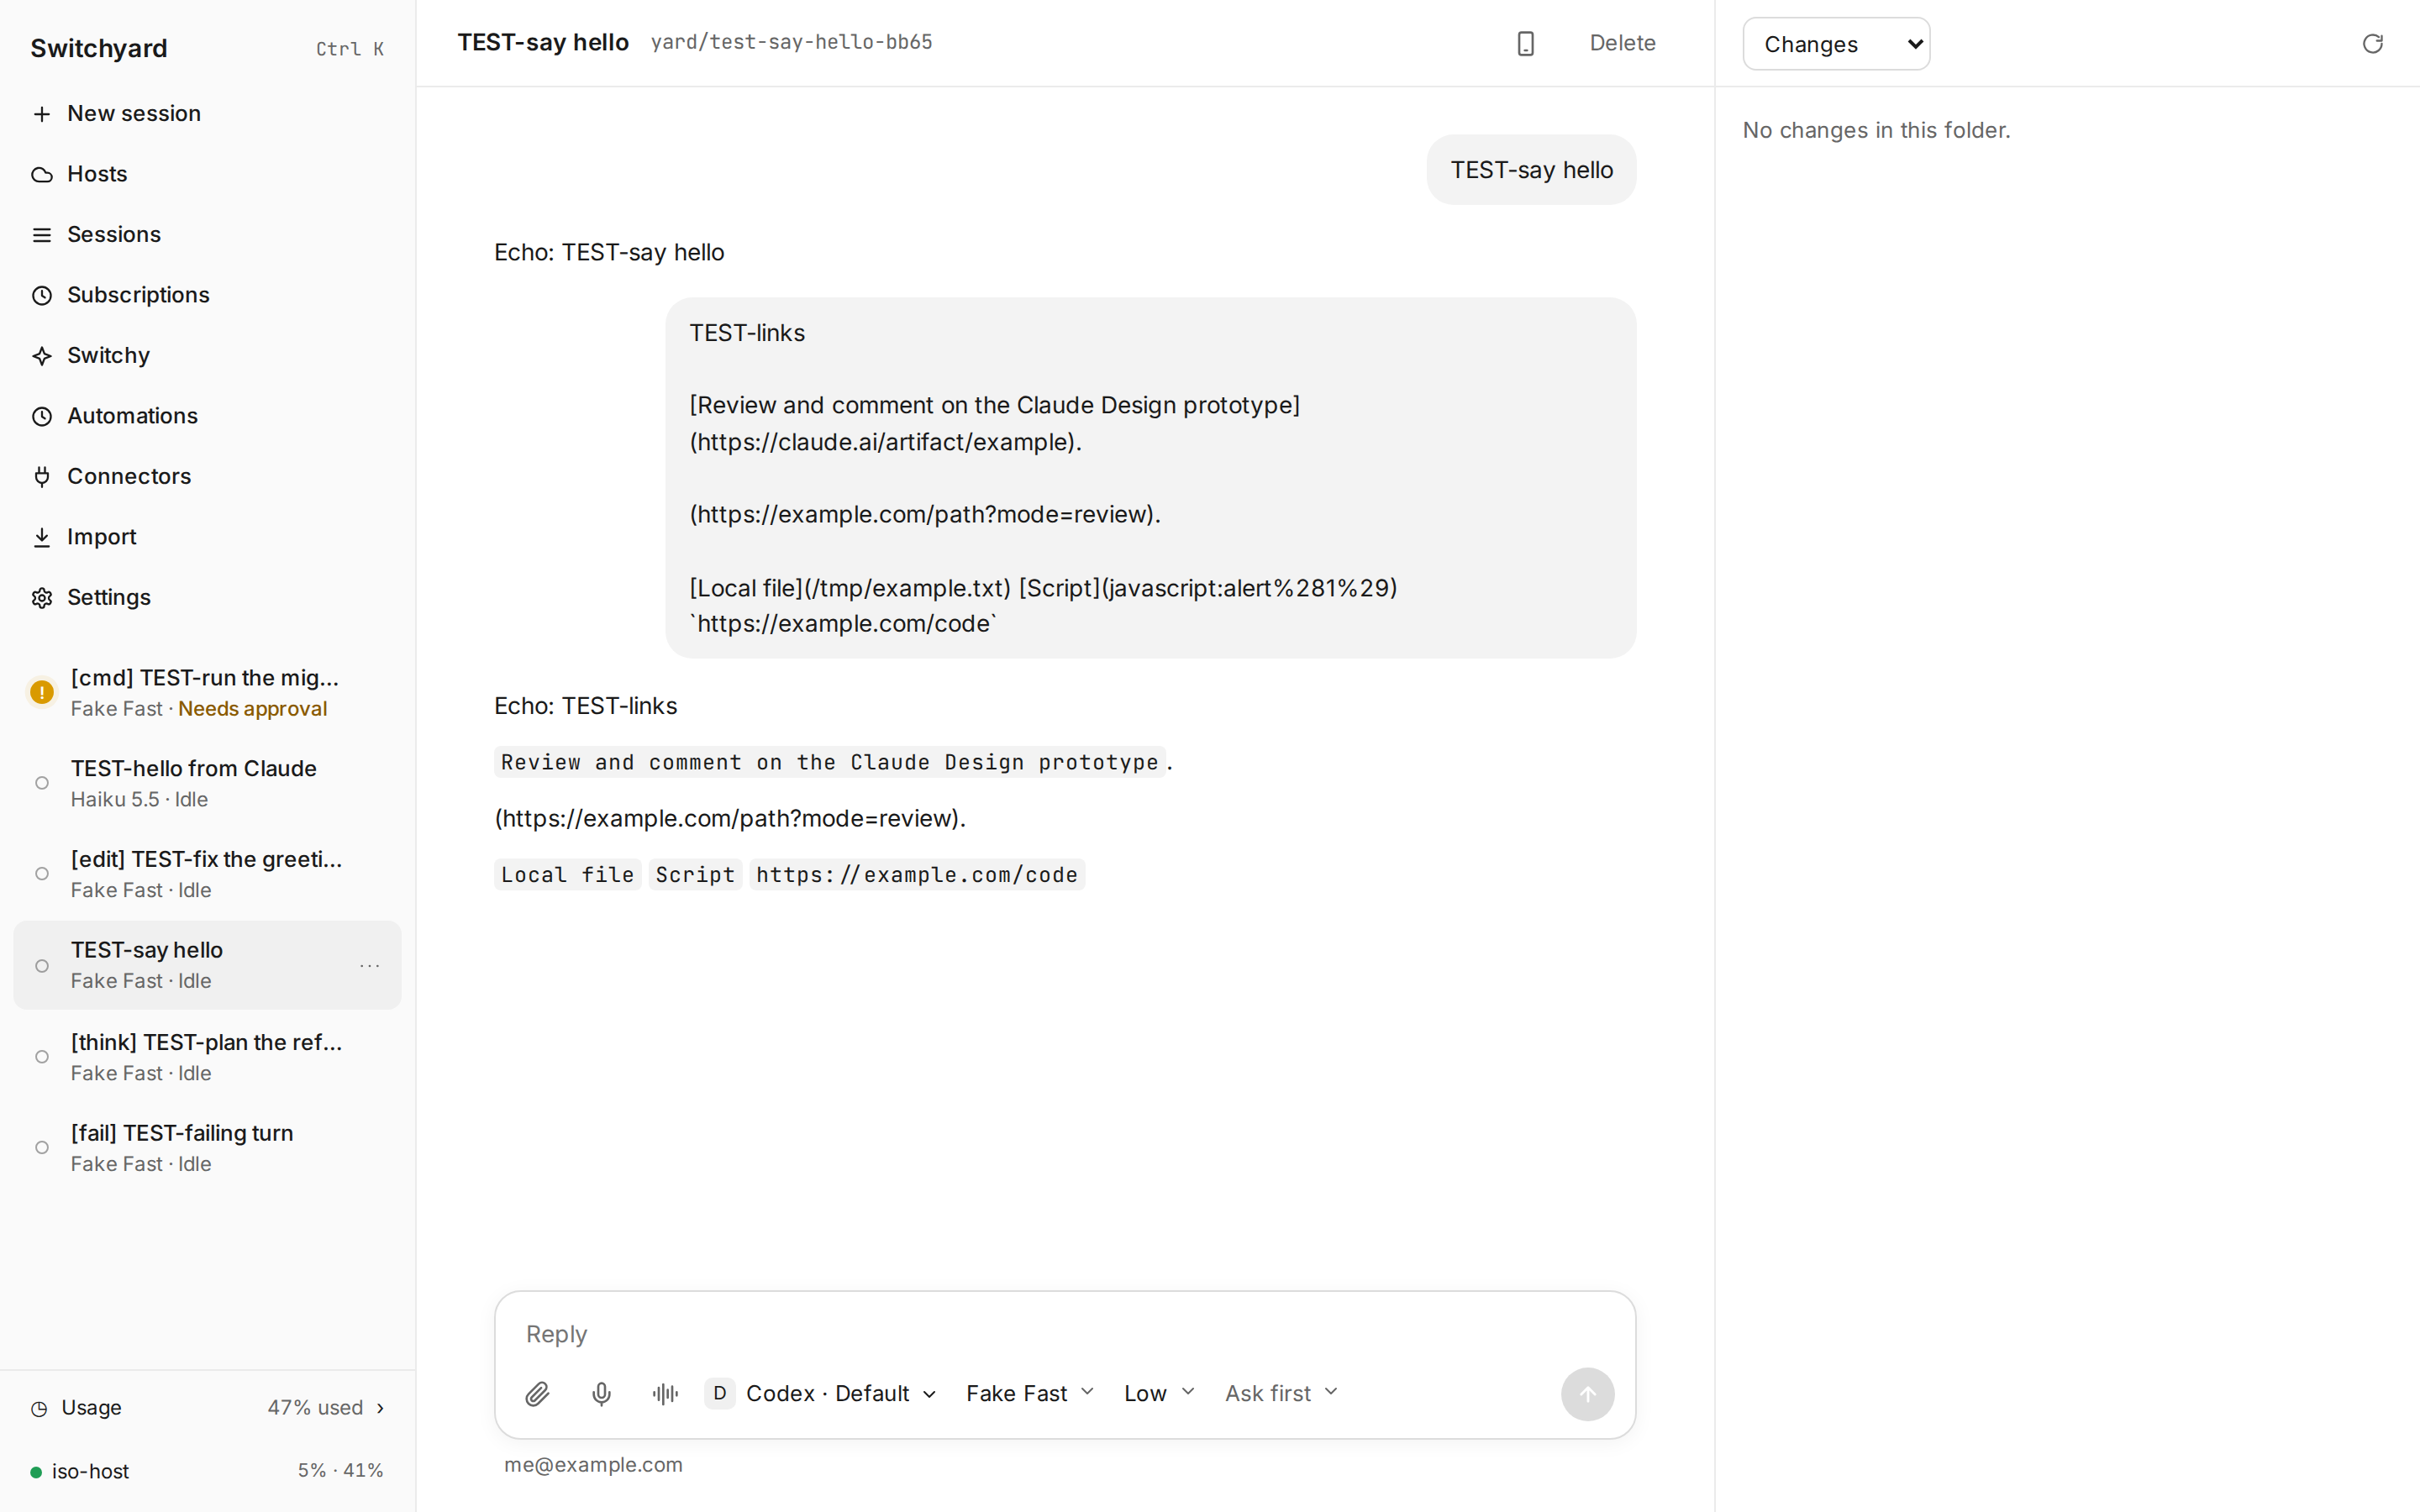 Switchyard
Ctrl K
New session
Hosts
Sessions
Subscriptions
Switchy
Automations
Connectors
Import
Settings
[cmd] TEST-run the mig...
Fake Fast · Needs approval
TEST-hello from Claude
Haiku 5.5 · Idle
[edit] TEST-fix the greeti...
Fake Fast · Idle
TEST-say hello
Fake Fast · Idle
[think] TEST-plan the ref...
Fake Fast · Idle
[fail] TEST-failing turn
Fake Fast · Idle
Usage
47% used
iso-host
5% · 41%
TEST-say hello
yard/test-say-hello-bb65
Delete
TEST-say hello
Echo: TEST-say hello
TEST-links
[Review and comment on the Claude Design prototype]
(https://claude.ai/artifact/example).
(https://example.com/path?mode=review).
[Local file](/tmp/example.txt) [Script](javascript:alert%281%29)
`https://example.com/code`
Echo: TEST-links
Review and comment on the Claude Design prototype.
(https://example.com/path?mode=review).
Local file Script https://example.com/code
Reply
D Codex · Default Fake Fast Low Ask first
me@example.com
Changes
No changes in this folder.